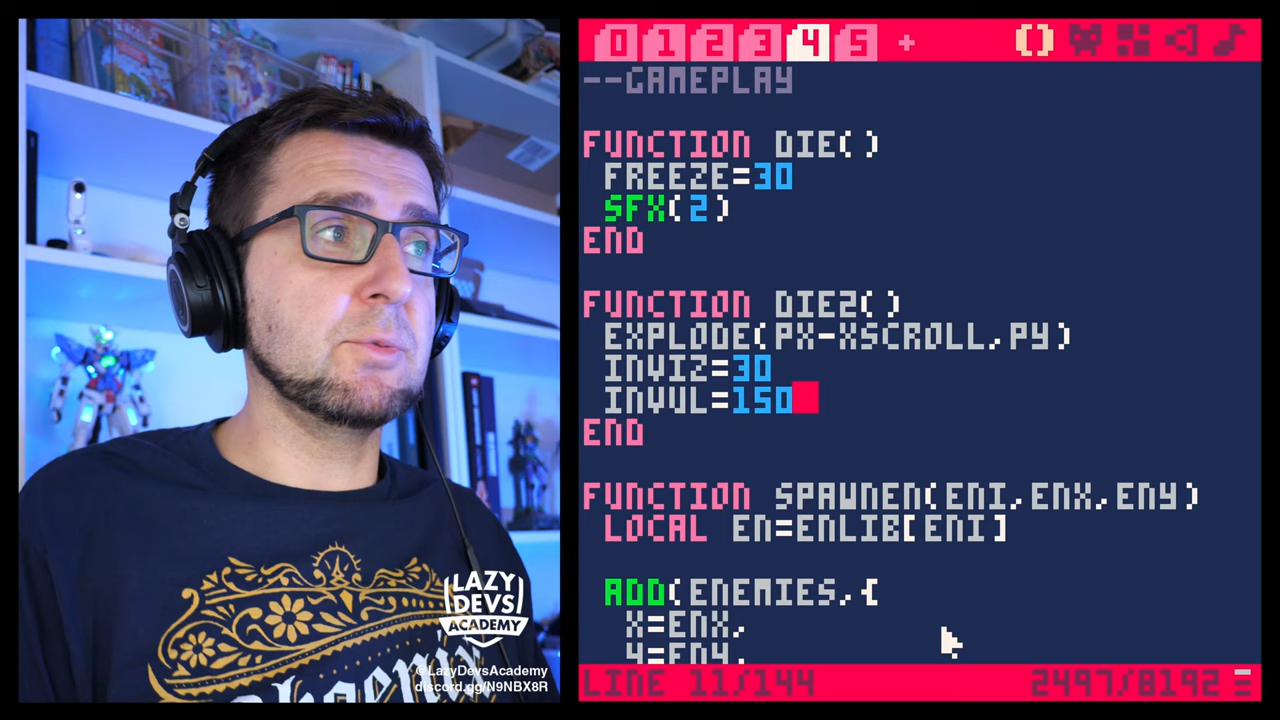 0 1 2 3 4 5 + ()
--GAMEPLAY
FUNCTION DIE()
FREEZE=30
SFX(2)
END
FUNCTION DIE2()
EXPLODE(PX-XSCROLL,PY)
INVIZ=30
INVUL=150
END
FUNCTION SPAWNEN(ENI,ENX,ENY)
LOCAL EN=ENLIB[ENI]
ADD(ENEMIES,{
X=ENX,
Y=ENY,
LINE 11/144 2497/8192
LAZY
DEVS
ACADEMY
@LazyDevsAcademy
discord.gg/N9NBX8R